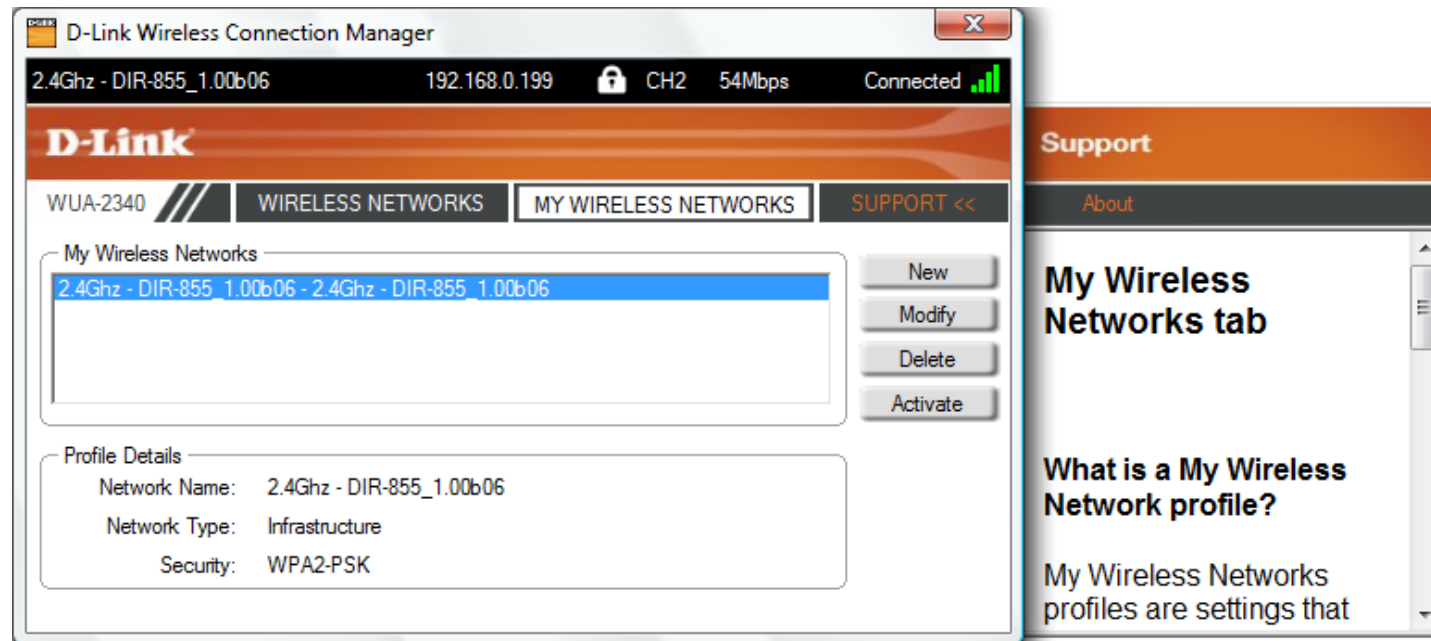 D-Link Wireless Connection Manager
2.4Ghz - DIR-855_1.00b06 192.168.0.199 CH2 54Mbps Connected
D-Link
WUA-2340 WIRELESS NETWORKS MY WIRELESS NETWORKS SUPPORT <<
My Wireless Networks
2.4Ghz - DIR-855_1.00b06 - 2.4Ghz - DIR-855_1.00b06
New
Modify
Delete
Activate
Profile Details
Network Name: 2.4Ghz - DIR-855_1.00b06
Network Type: Infrastructure
Security: WPA2-PSK
Support
About
My Wireless
Networks tab
What is a My Wireless
Network profile?
My Wireless Networks
profiles are settings that